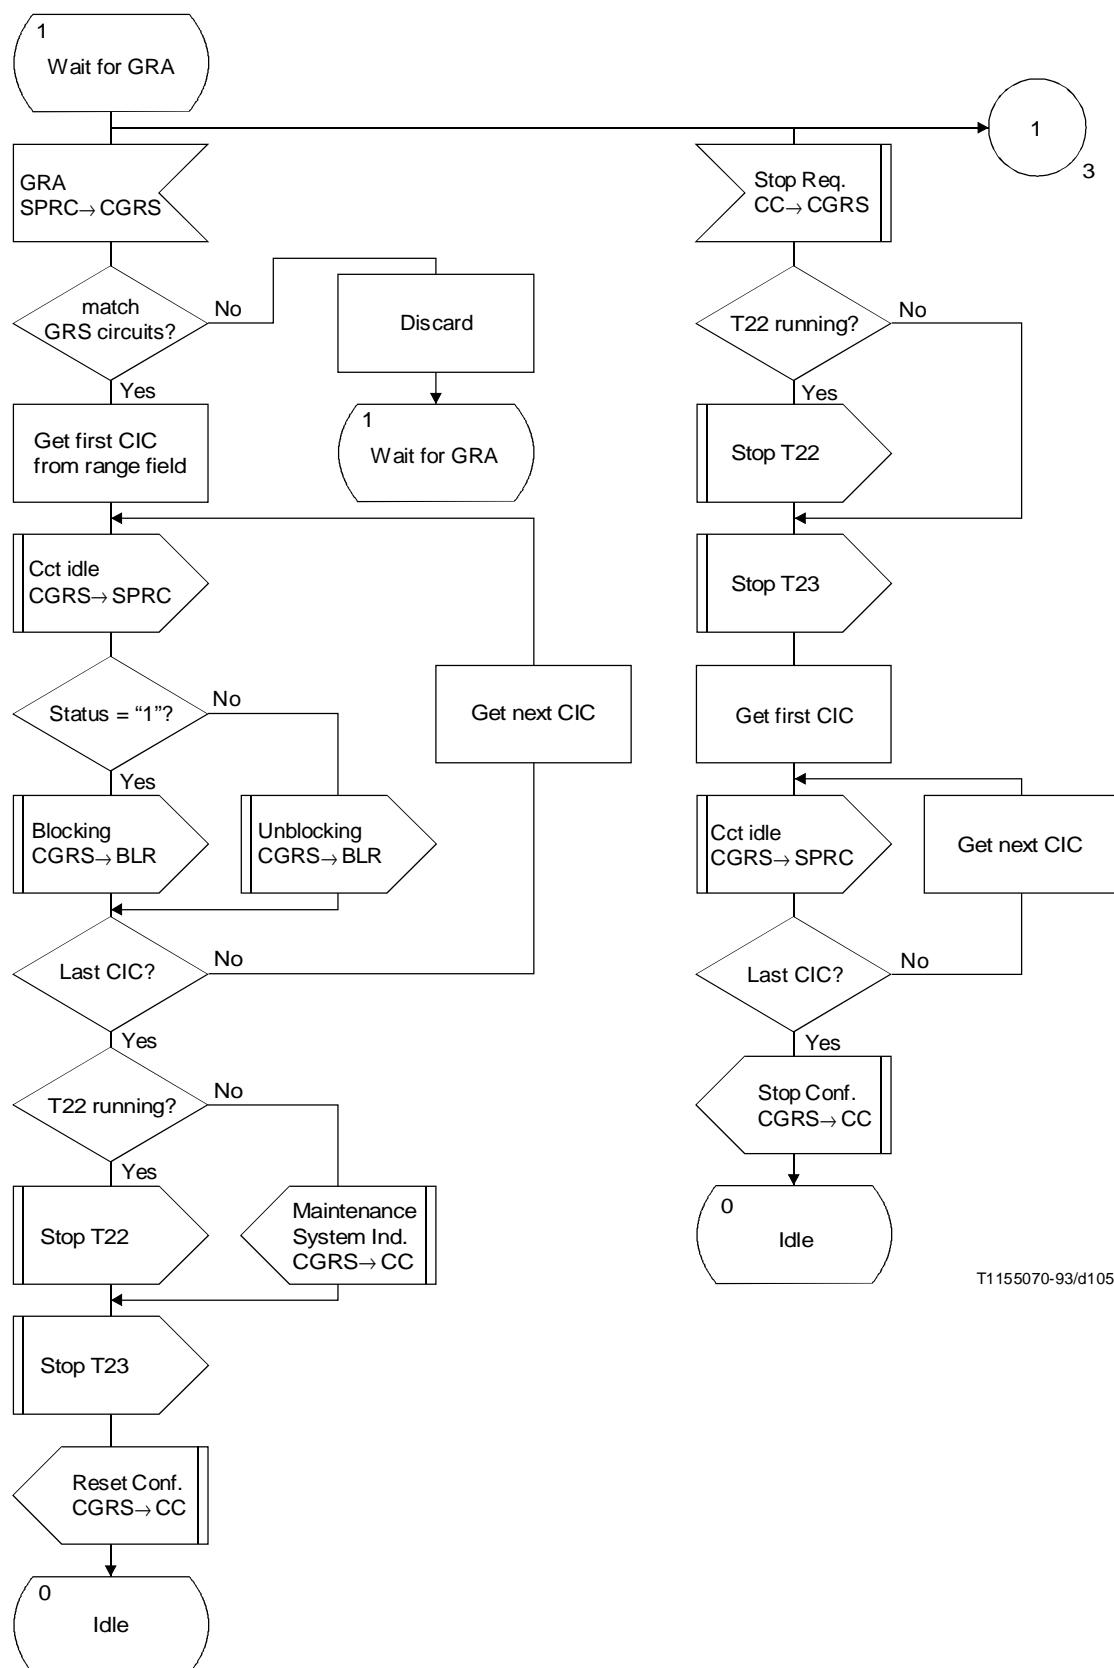 1
Wait for GRA
1
3
GRA
SPRC→CGRS
Stop Req.
CC→CGRS
match
GRS circuits?
No
Yes
Discard
1
Wait for GRA
Get first CIC
from range field
T22 running?
No
Yes
Stop T22
Cct idle
CGRS→SPRC
Stop T23
Status = “1”?
No
Yes
Get next CIC
Get first CIC
Blocking
CGRS→BLR
Unblocking
CGRS→BLR
Cct idle
CGRS→SPRC
Get next CIC
Last CIC?
No
Yes
Last CIC?
No
Yes
T22 running?
No
Yes
Stop Conf.
CGRS→CC
Stop T22
Maintenance
System Ind.
CGRS→CC
0
Idle
T1155070-93/d105
Stop T23
Reset Conf.
CGRS→CC
0
Idle